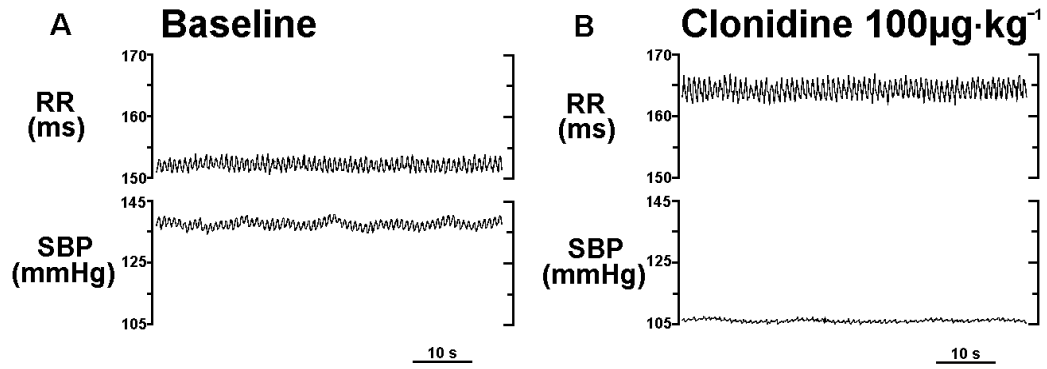 A Baseline
RR
(ms)
170
160
150
SBP
(mmHg)
145
125
105
10 s
B Clonidine 100µg·kg⁻¹
RR
(ms)
170
160
150
SBP
(mmHg)
145
125
105
10 s